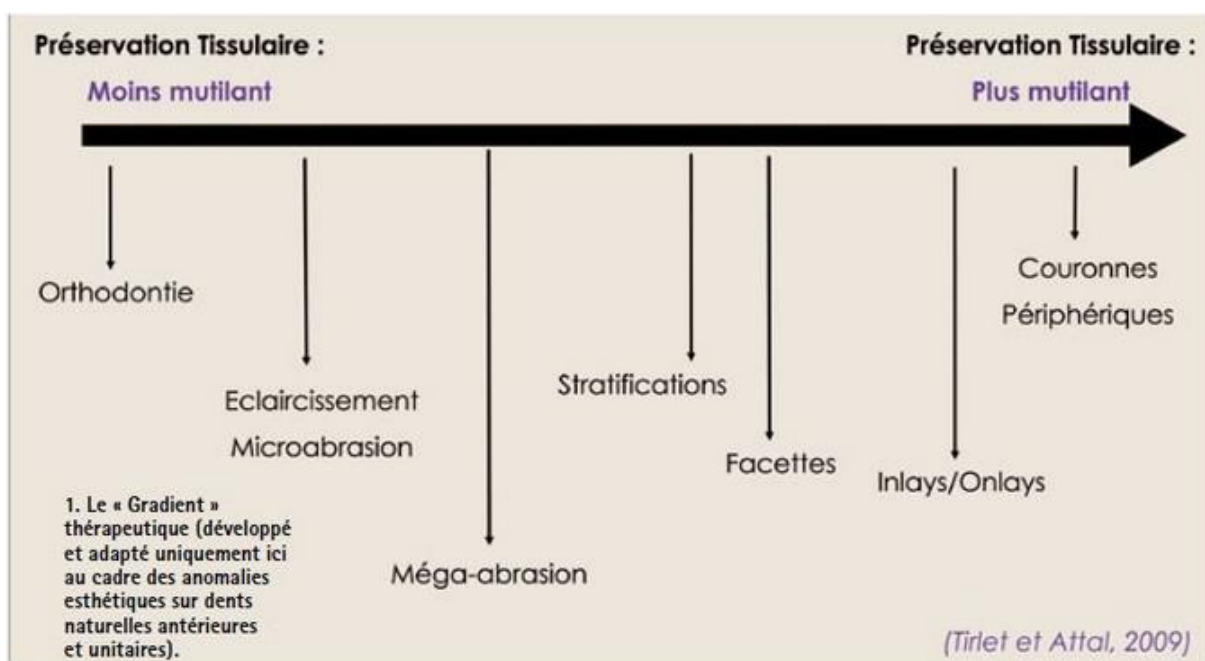 Préservation Tissulaire :
Moins mutilant
Préservation Tissulaire :
Plus mutilant
Orthodontie
Eclaircissement
Microabrasion
Méga-abrasion
Stratifications
Facettes
Inlays/Onlays
Couronnes
Périphériques
1. Le « Gradient »
thérapeutique (développé
et adapté uniquement ici
au cadre des anomalies
esthétiques sur dents
naturelles antérieures
et unitaires).
(Tirlet et Attal, 2009)